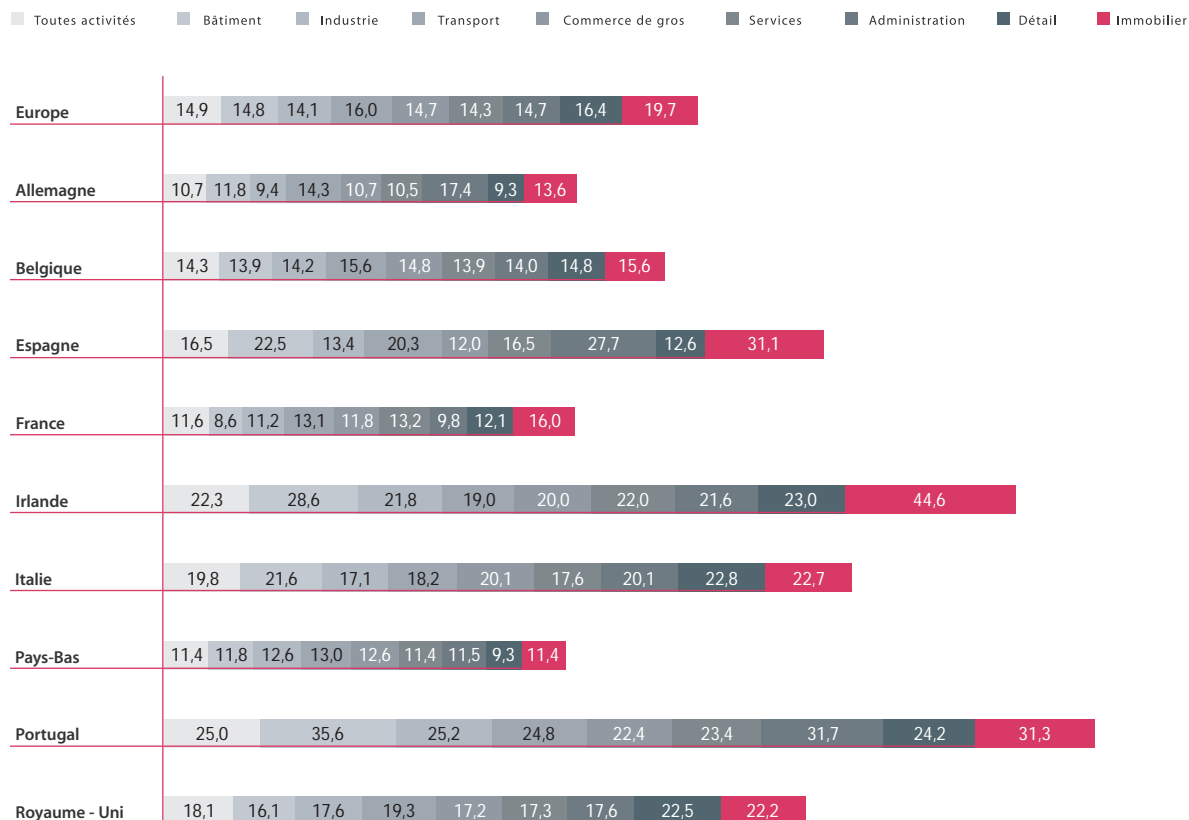 Toutes activités Bâtiment Industrie Transport Commerce de gros Services Administration Détail Immobilier
Europe 14,9 14,8 14,1 16,0 14,7 14,3 14,7 16,4 19,7
Allemagne 10,7 11,8 9,4 14,3 10,7 10,5 17,4 9,3 13,6
Belgique 14,3 13,9 14,2 15,6 14,8 13,9 14,0 14,8 15,6
Espagne 16,5 22,5 13,4 20,3 12,0 16,5 27,7 12,6 31,1
France 11,6 8,6 11,2 13,1 11,8 13,2 9,8 12,1 16,0
Irlande 22,3 28,6 21,8 19,0 20,0 22,0 21,6 23,0 44,6
Italie 19,8 21,6 17,1 18,2 20,1 17,6 20,1 22,8 22,7
Pays-Bas 11,4 11,8 12,6 13,0 12,6 11,4 11,5 9,3 11,4
Portugal 25,0 35,6 25,2 24,8 22,4 23,4 31,7 24,2 31,3
Royaume - Uni 18,1 16,1 17,6 19,3 17,2 17,3 17,6 22,5 22,2